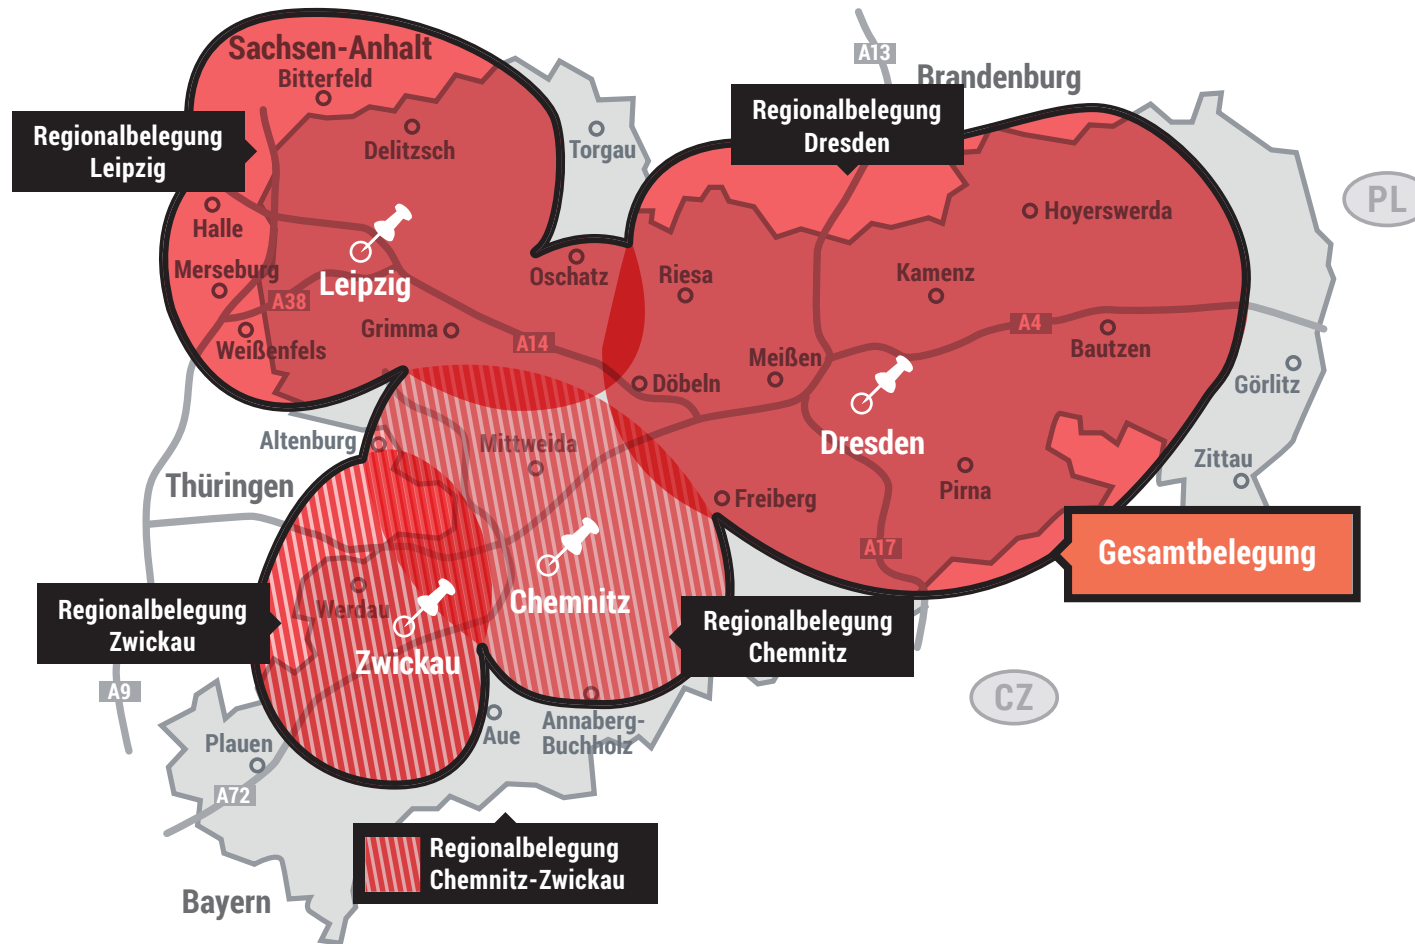 A13
Sachsen-Anhalt
Bitterfeld
Brandenburg
Regionalbelegung
Dresden
Regionalbelegung
Leipzig
Delitzsch
Torgau
PL
Halle
Hoyerswerda
Merseburg
Leipzig
Oschatz
Riesa
Kamenz
A38
Grimma
A14
A4
Weißenfels
Meißen
Bautzen
Döbeln
Görlitz
Altenburg
Mittweida
Dresden
Zittau
Thüringen
Freiberg
Pirna
A17
Gesamtbelegung
Regionalbelegung
Zwickau
Werdau
Chemnitz
Regionalbelegung
Chemnitz
Zwickau
A9
CZ
Plauen
Aue
Annaberg-
Buchholz
A72
Regionalbelegung
Chemnitz-Zwickau
Bayern